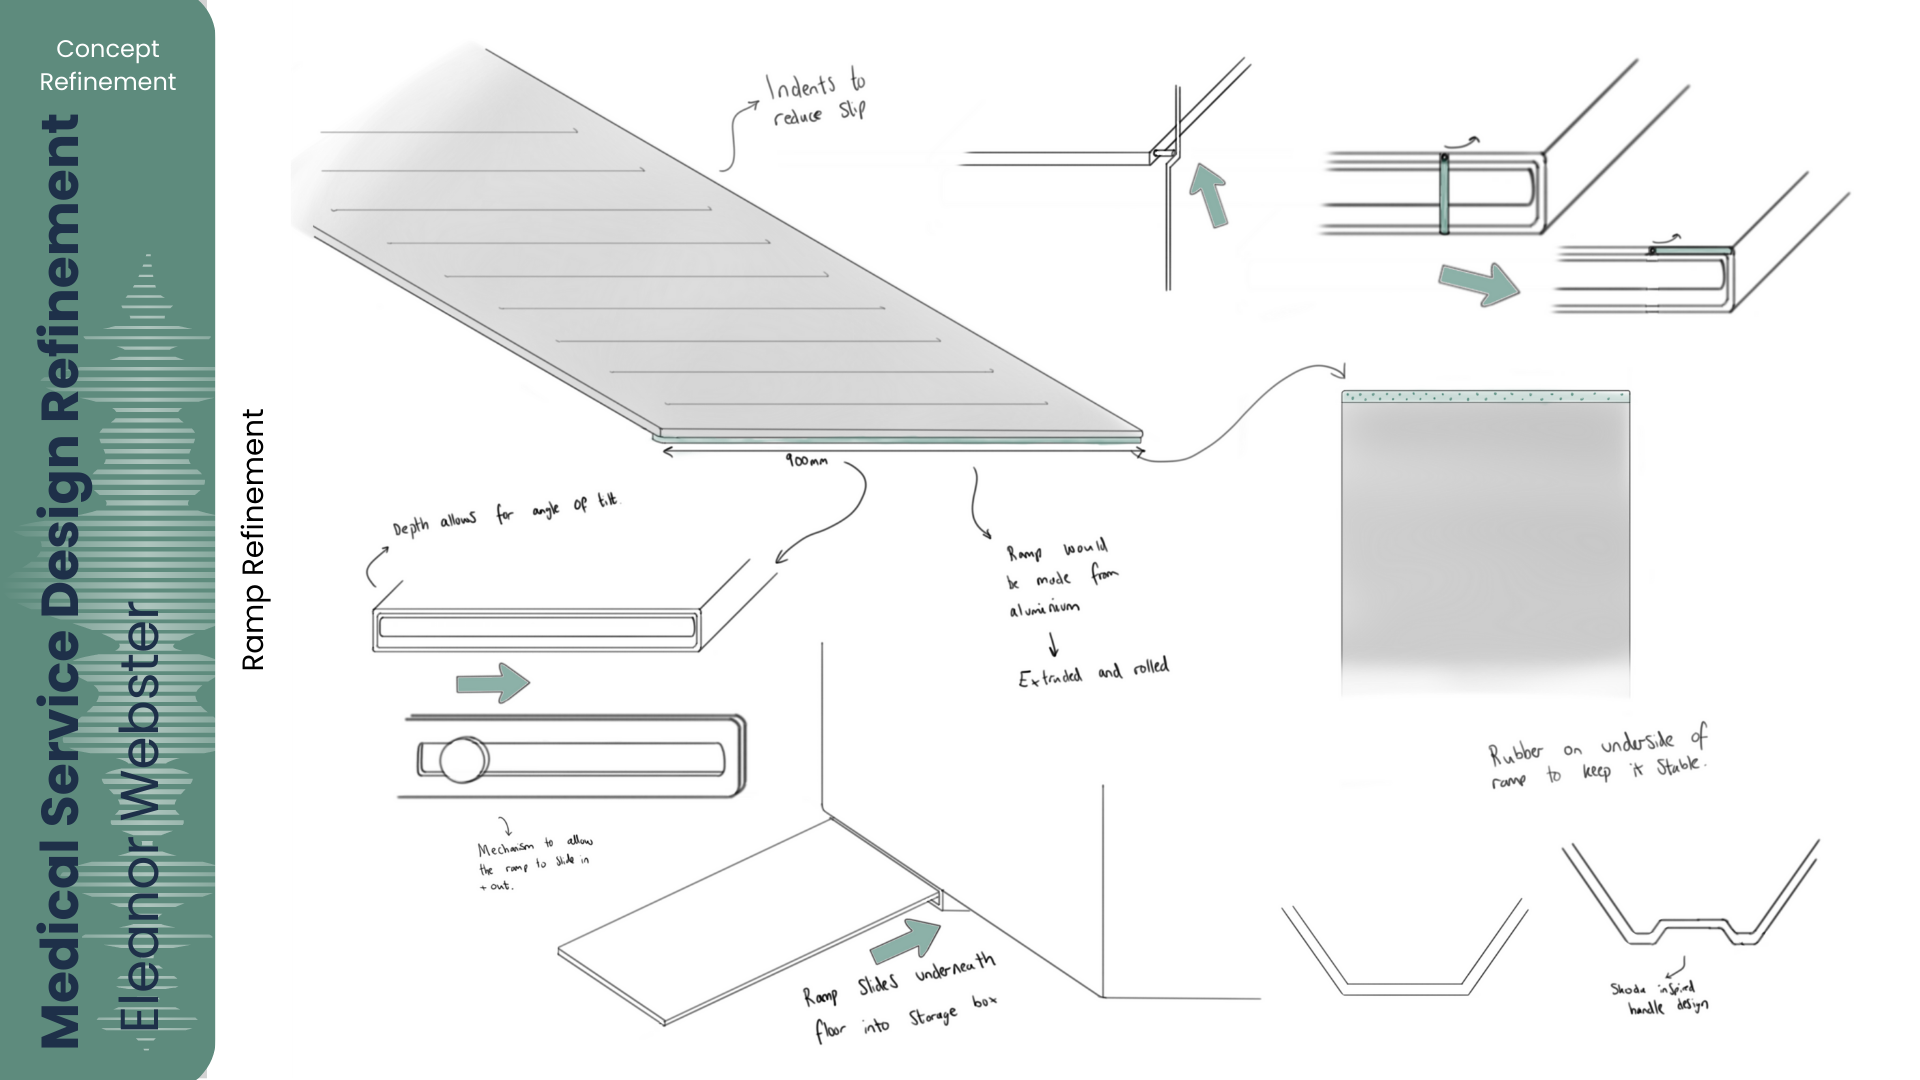 Concept
Refinement
Medical Service Design Refinement
Eleanor Webster
Ramp Refinement
Indents to
reduce slip
900mm
Depth allows for angle of tilt.
Ramp would
be made from
aluminium
Extruded and rolled
Rubber on underside of
ramp to keep it stable.
Mechanism to allow
the ramp to slide in
+ out.
Ramp slides underneath
floor into storage box
Skoda inspired
handle design